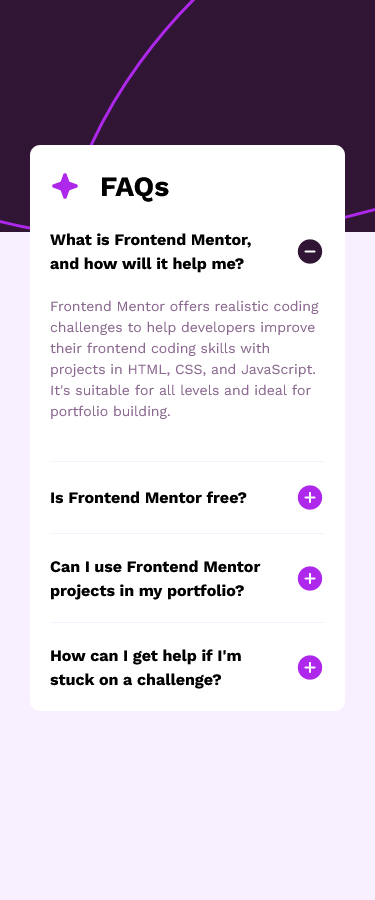 FAQs
What is Frontend Mentor,
and how will it help me?
Frontend Mentor offers realistic coding
challenges to help developers improve
their frontend coding skills with
projects in HTML, CSS, and JavaScript.
It's suitable for all levels and ideal for
portfolio building.
Is Frontend Mentor free?
Can I use Frontend Mentor
projects in my portfolio?
How can I get help if I'm
stuck on a challenge?